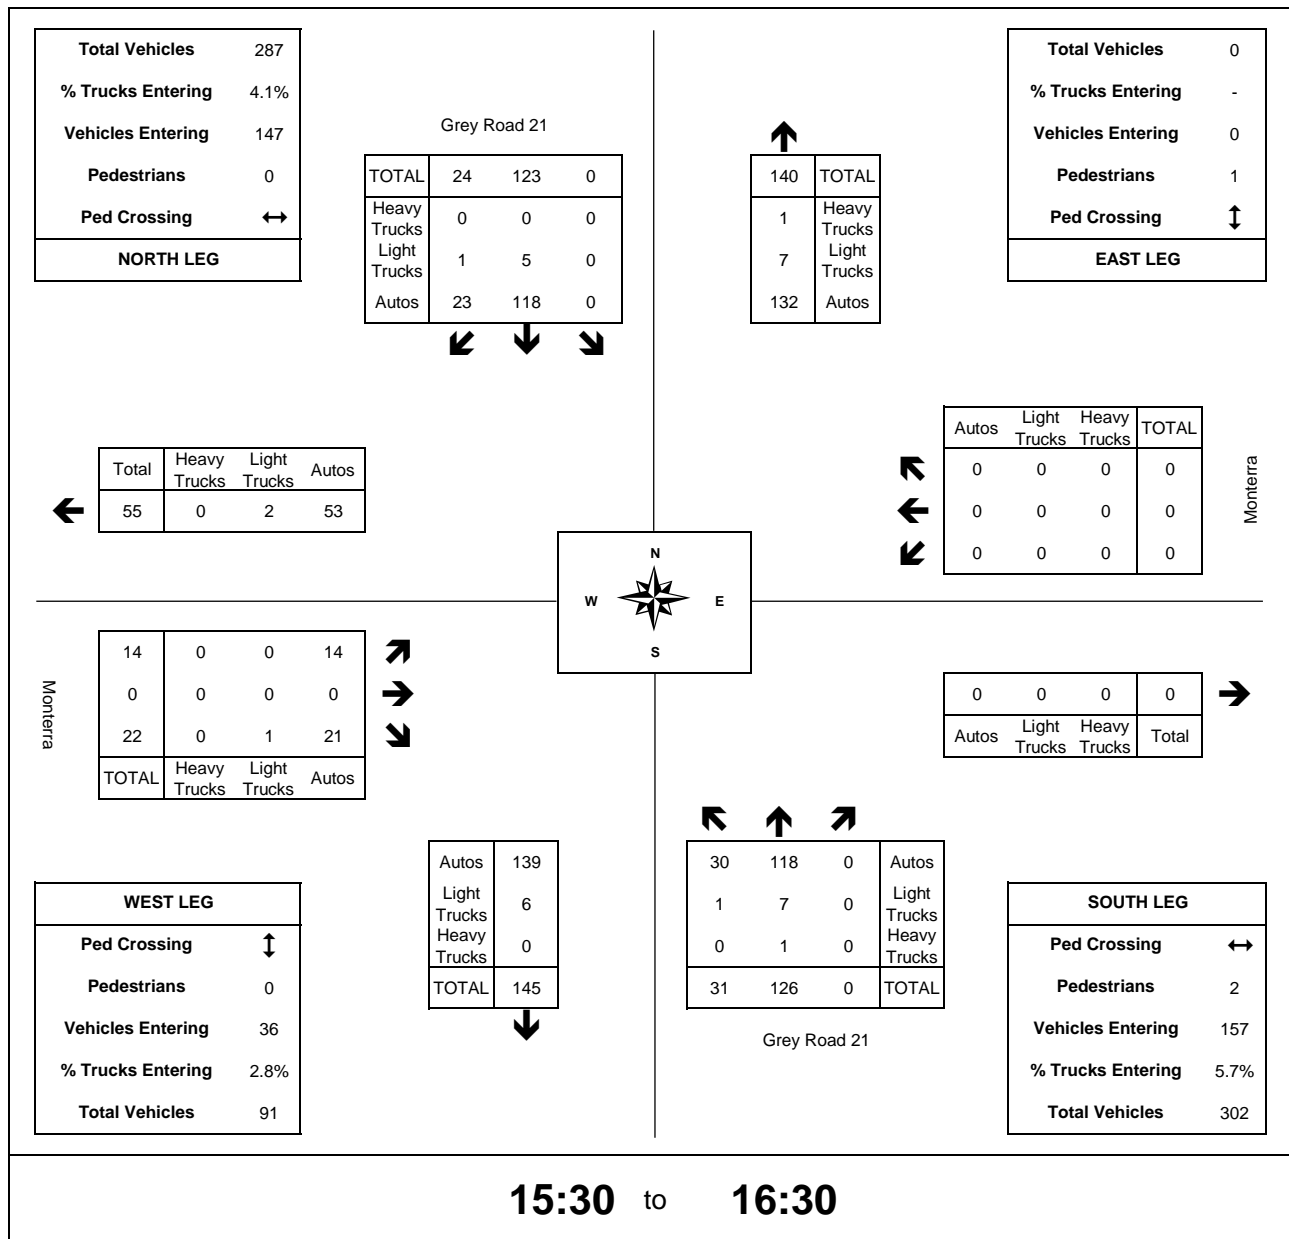 Total Vehicles 287
% Trucks Entering 4.1%
Vehicles Entering 147
Pedestrians 0
Ped Crossing
NORTH LEG
Grey Road 21
TOTAL 24 123 0
Heavy Trucks 0 0 0
Light Trucks 1 5 0
Autos 23 118 0
140 TOTAL
1 Heavy Trucks
7 Light Trucks
132 Autos
Total Vehicles 0
% Trucks Entering -
Vehicles Entering 0
Pedestrians 1
Ped Crossing
EAST LEG
Total Heavy Trucks Light Trucks Autos
55 0 2 53
Autos Light Trucks Heavy Trucks TOTAL
0 0 0 0
0 0 0 0
0 0 0 0
Monterra
N
W E
S
Monterra
14 0 0 14
0 0 0 0
22 0 1 21
TOTAL Heavy Trucks Light Trucks Autos
0 0 0 0
Autos Light Trucks Heavy Trucks Total
Autos 139
Light Trucks 6
Heavy Trucks 0
TOTAL 145
30 118 0 Autos
1 7 0 Light Trucks
0 1 0 Heavy Trucks
31 126 0 TOTAL
Grey Road 21
WEST LEG
Ped Crossing
Pedestrians 0
Vehicles Entering 36
% Trucks Entering 2.8%
Total Vehicles 91
SOUTH LEG
Ped Crossing
Pedestrians 2
Vehicles Entering 157
% Trucks Entering 5.7%
Total Vehicles 302
15:30 to 16:30